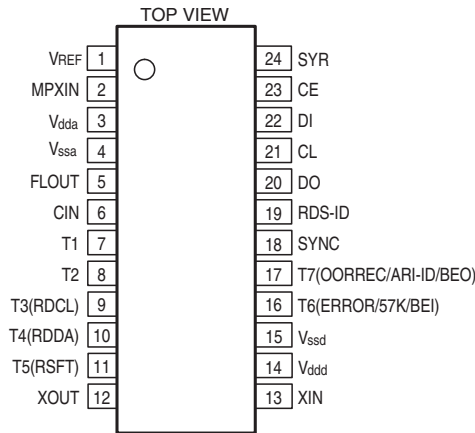 TOP VIEW
VREF 1 24 SYR
MPXIN 2 23 CE
Vdda 3 22 DI
Vssa 4 21 CL
FLOUT 5 20 DO
CIN 6 19 RDS-ID
T1 7 18 SYNC
T2 8 17 T7(OORREC/ARI-ID/BEO)
T3(RDCL) 9 16 T6(ERROR/57K/BEI)
T4(RDDA) 10 15 Vssd
T5(RSFT) 11 14 Vddd
XOUT 12 13 XIN